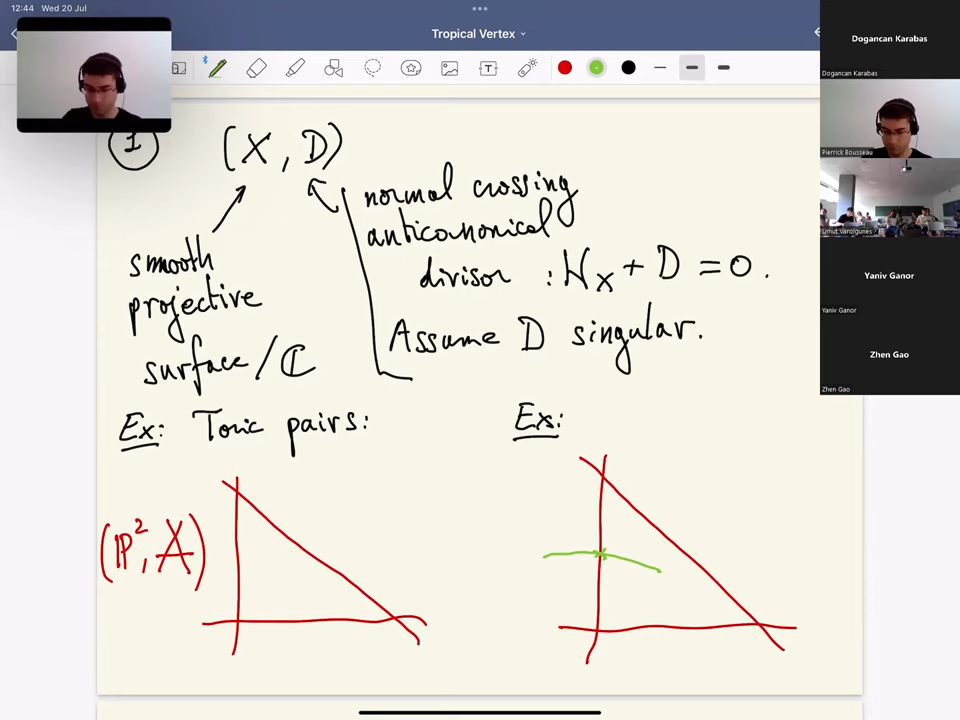 12:44 Wed 20 Jul
Tropical Vertex
Dogancan Karabas
Dogancan Karabas
Pierrick Bousseau
Umut Varolgunes
Yaniv Ganor
Yaniv Ganor
Zhen Gao
Zhen Gao
① (X, D)
normal crossing
anticanonical
divisor : K_X + D = 0.
Assume D singular.
smooth
projective
surface / ℂ
Ex: Toric pairs:
Ex:
(ℙ²,